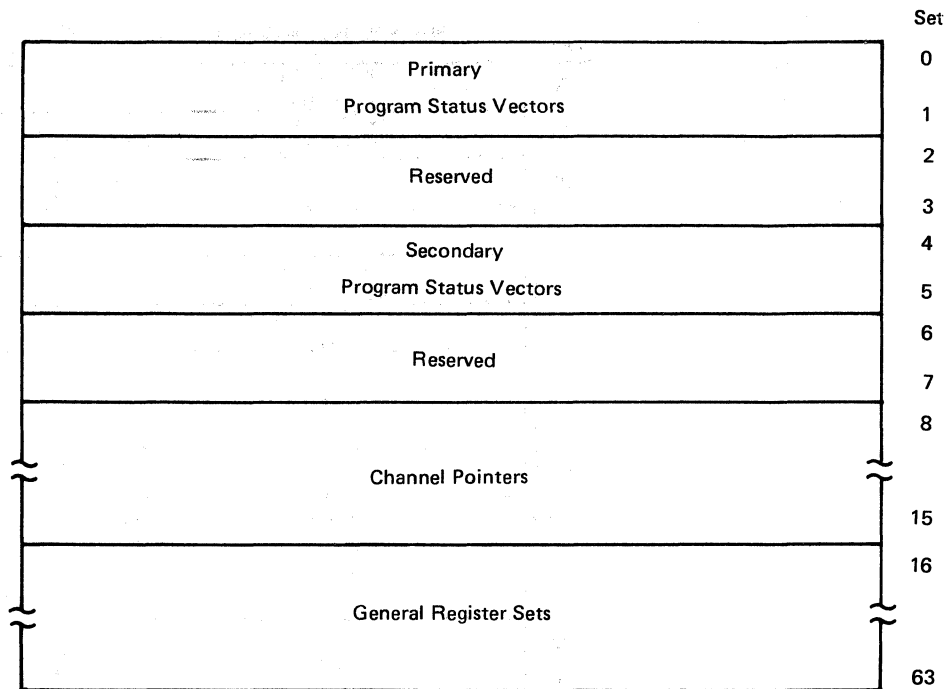 Set
Primary
0
Program Status Vectors
1
2
Reserved
3
Secondary
4
Program Status Vectors
5
6
Reserved
7
8
Channel Pointers
15
16
General Register Sets
63